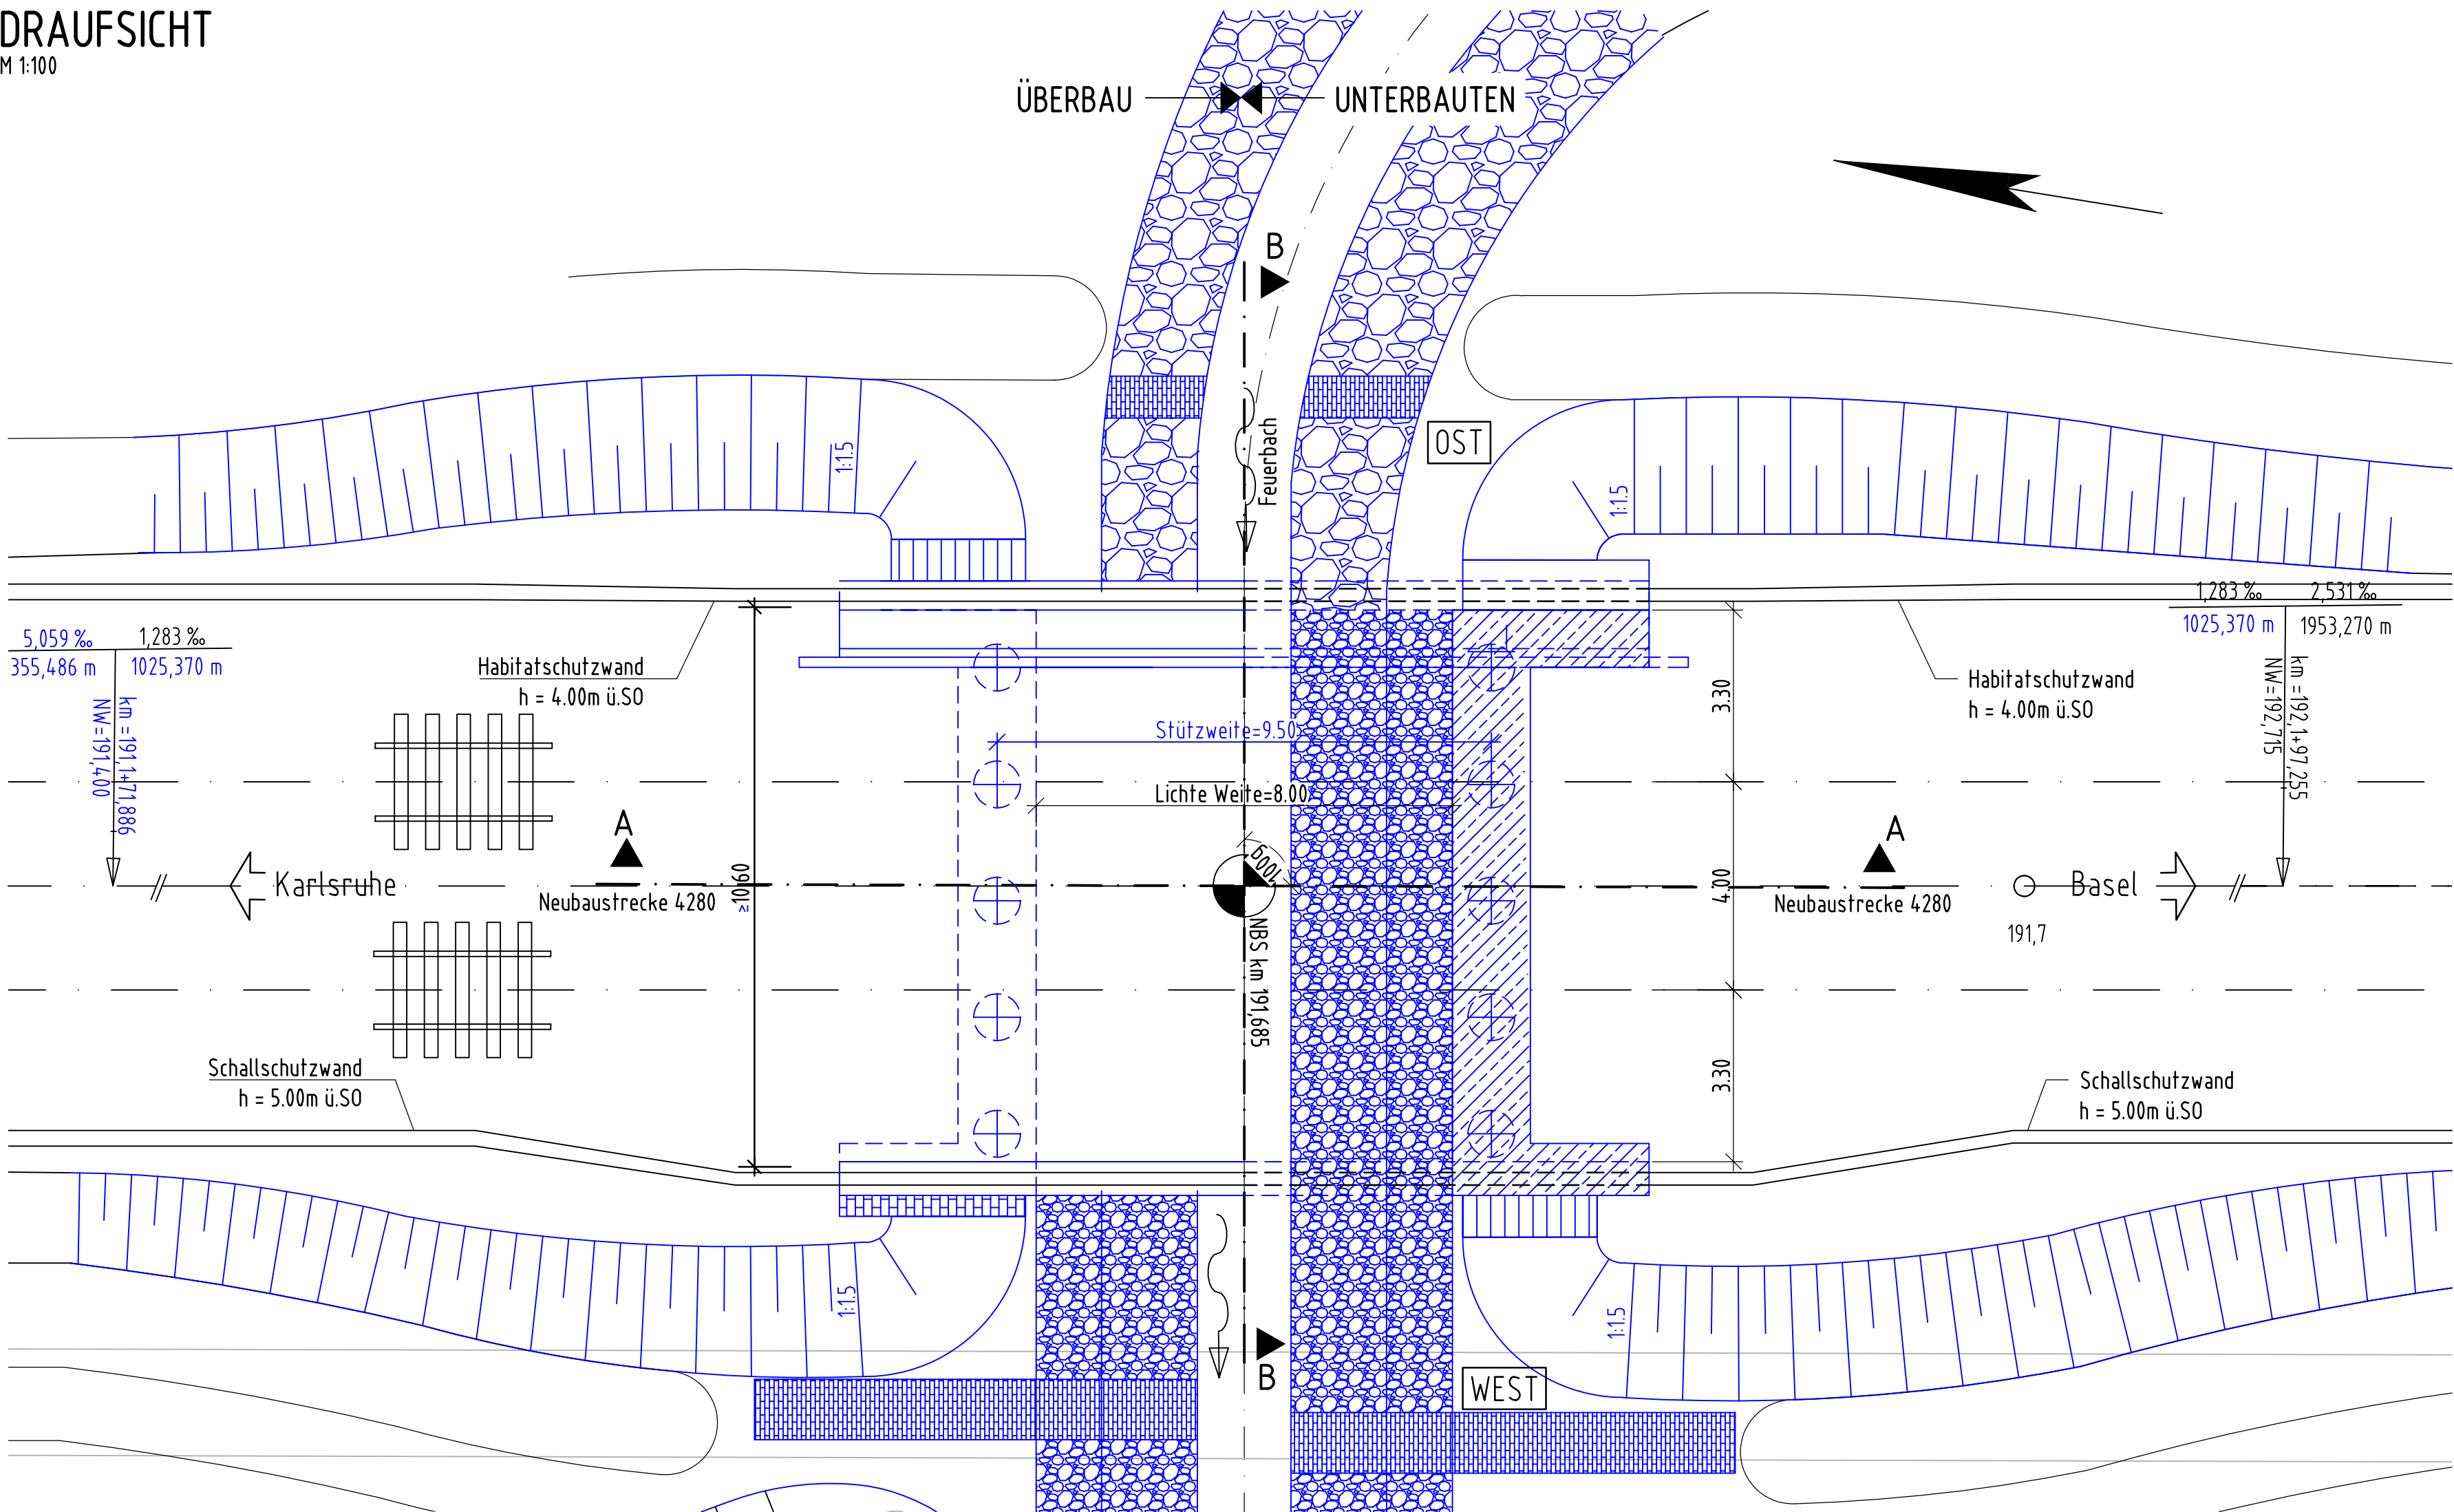 DRAUFSICHT
M 1:100
ÜBERBAU
UNTERBAUTEN
B
Feuerbach
OST
1:1.5
1:1.5
5,059 ‰
1,283 ‰
355,486 m
1025,370 m
km =191,1+71,886
NW=191,400
Habitatschutzwand
h = 4.00m ü.SO
1,283 ‰
2,531 ‰
1025,370 m
1953,270 m
km =192,1+97,255
NW=192,715
Habitatschutzwand
h = 4.00m ü.SO
3.30
Stützweite=9.50
Lichte Weite=8.00
A
A
100g
Karlsruhe
Neubaustrecke 4280
≥10.60
4.00
Neubaustrecke 4280
Basel
191,7
NBS km 191,685
3.30
Schallschutzwand
h = 5.00m ü.SO
Schallschutzwand
h = 5.00m ü.SO
1:1.5
1:1.5
B
WEST